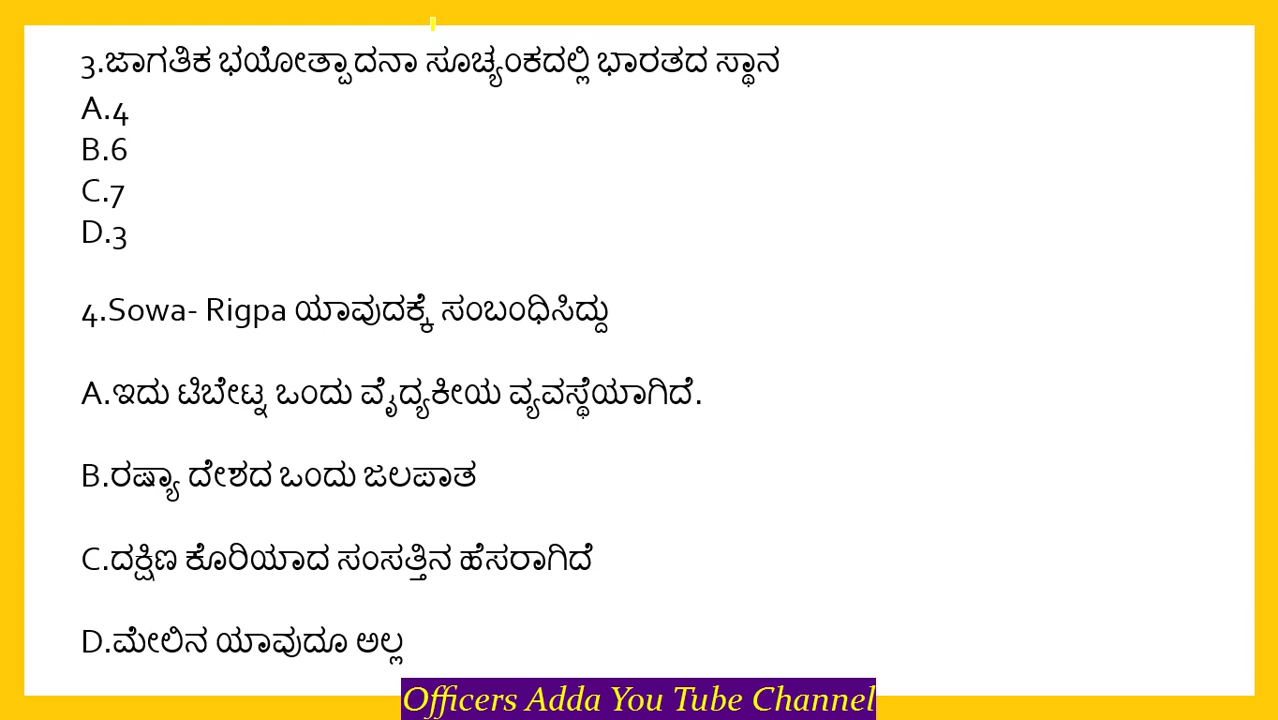 3.ಜಾಗತಿಕ ಭಯೋತ್ಪಾದನಾ ಸೂಚ್ಯಂಕದಲ್ಲಿ ಭಾರತದ ಸ್ಥಾನ
A.4
B.6
C.7
D.3
4.Sowa- Rigpa ಯಾವುದಕ್ಕೆ ಸಂಬಂಧಿಸಿದ್ದು
A.ಇದು ಟಿಬೇಟ್ನ ಒಂದು ವೈದ್ಯಕೀಯ ವ್ಯವಸ್ಥೆಯಾಗಿದೆ.
B.ರಷ್ಯಾ ದೇಶದ ಒಂದು ಜಲಪಾತ
C.ದಕ್ಷಿಣ ಕೊರಿಯಾದ ಸಂಸತ್ತಿನ ಹೆಸರಾಗಿದೆ
D.ಮೇಲಿನ ಯಾವುದೂ ಅಲ್ಲ
Officers Adda You Tube Channel